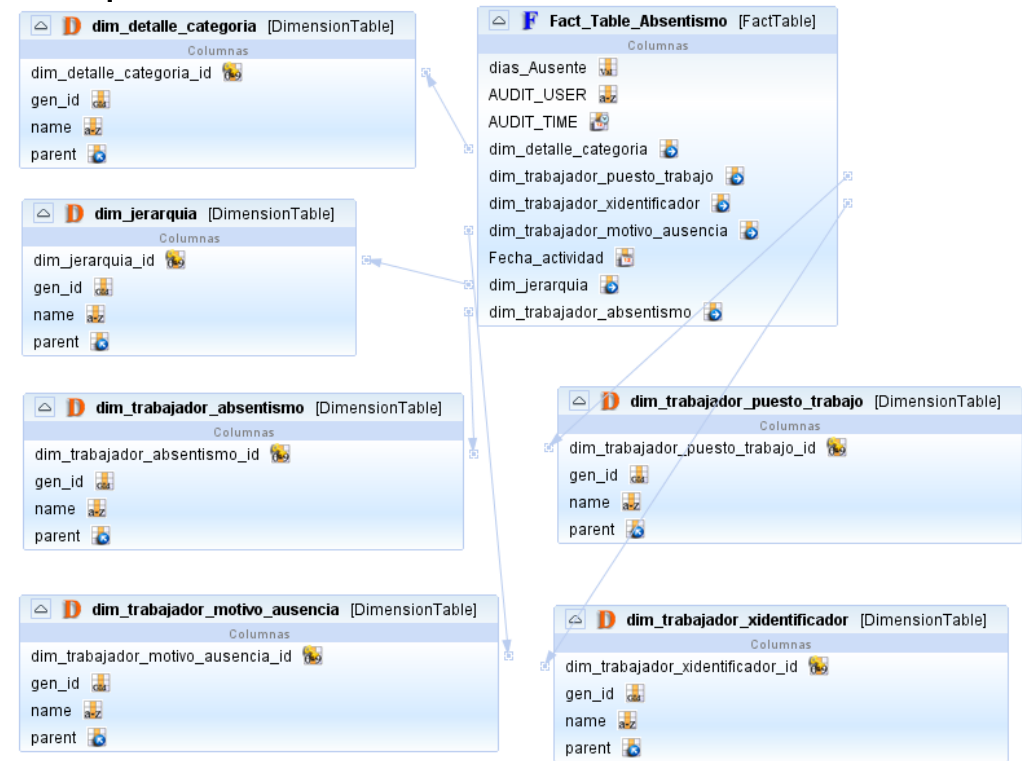 dim_detalle_categoria [DimensionTable]
Columnas
dim_detalle_categoria_id
gen_id
name
parent
Fact_Table_Absentismo [FactTable]
Columnas
dias_Ausente
AUDIT_USER
AUDIT_TIME
dim_detalle_categoria
dim_trabajador_puesto_trabajo
dim_trabajador_xidentificador
dim_trabajador_motivo_ausencia
Fecha_actividad
dim_jerarquia
dim_trabajador_absentismo
dim_jerarquia [DimensionTable]
Columnas
dim_jerarquia_id
gen_id
name
parent
dim_trabajador_absentismo [DimensionTable]
Columnas
dim_trabajador_absentismo_id
gen_id
name
parent
dim_trabajador_puesto_trabajo [DimensionTable]
Columnas
dim_trabajador_puesto_trabajo_id
gen_id
name
parent
dim_trabajador_motivo_ausencia [DimensionTable]
Columnas
dim_trabajador_motivo_ausencia_id
gen_id
name
parent
dim_trabajador_xidentificador [DimensionTable]
Columnas
dim_trabajador_xidentificador_id
gen_id
name
parent